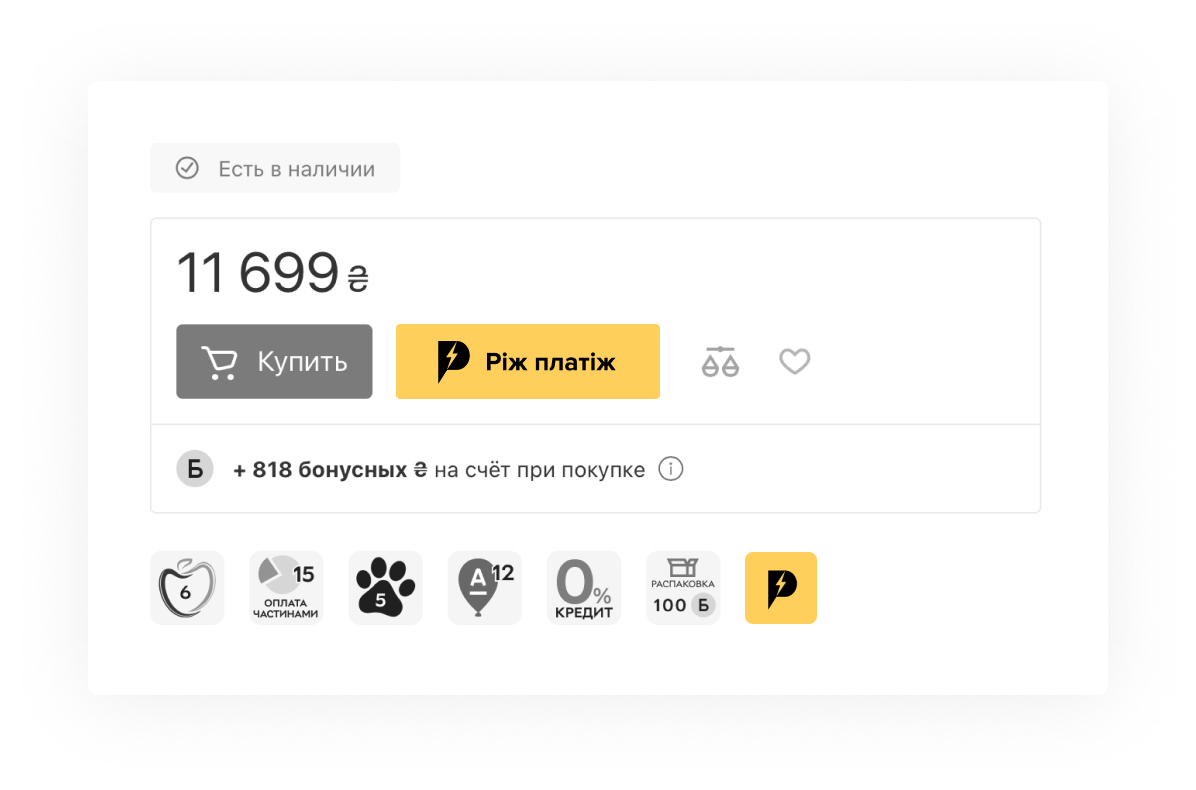 Есть в наличии
11 699 ₴
Купить
Ріж платіж
Б + 818 бонусных ₴ на счёт при покупке
6
15
ОПЛАТА
ЧАСТИНАМИ
5
А 12
0%
КРЕДИТ
РАСПАКОВКА
100 Б